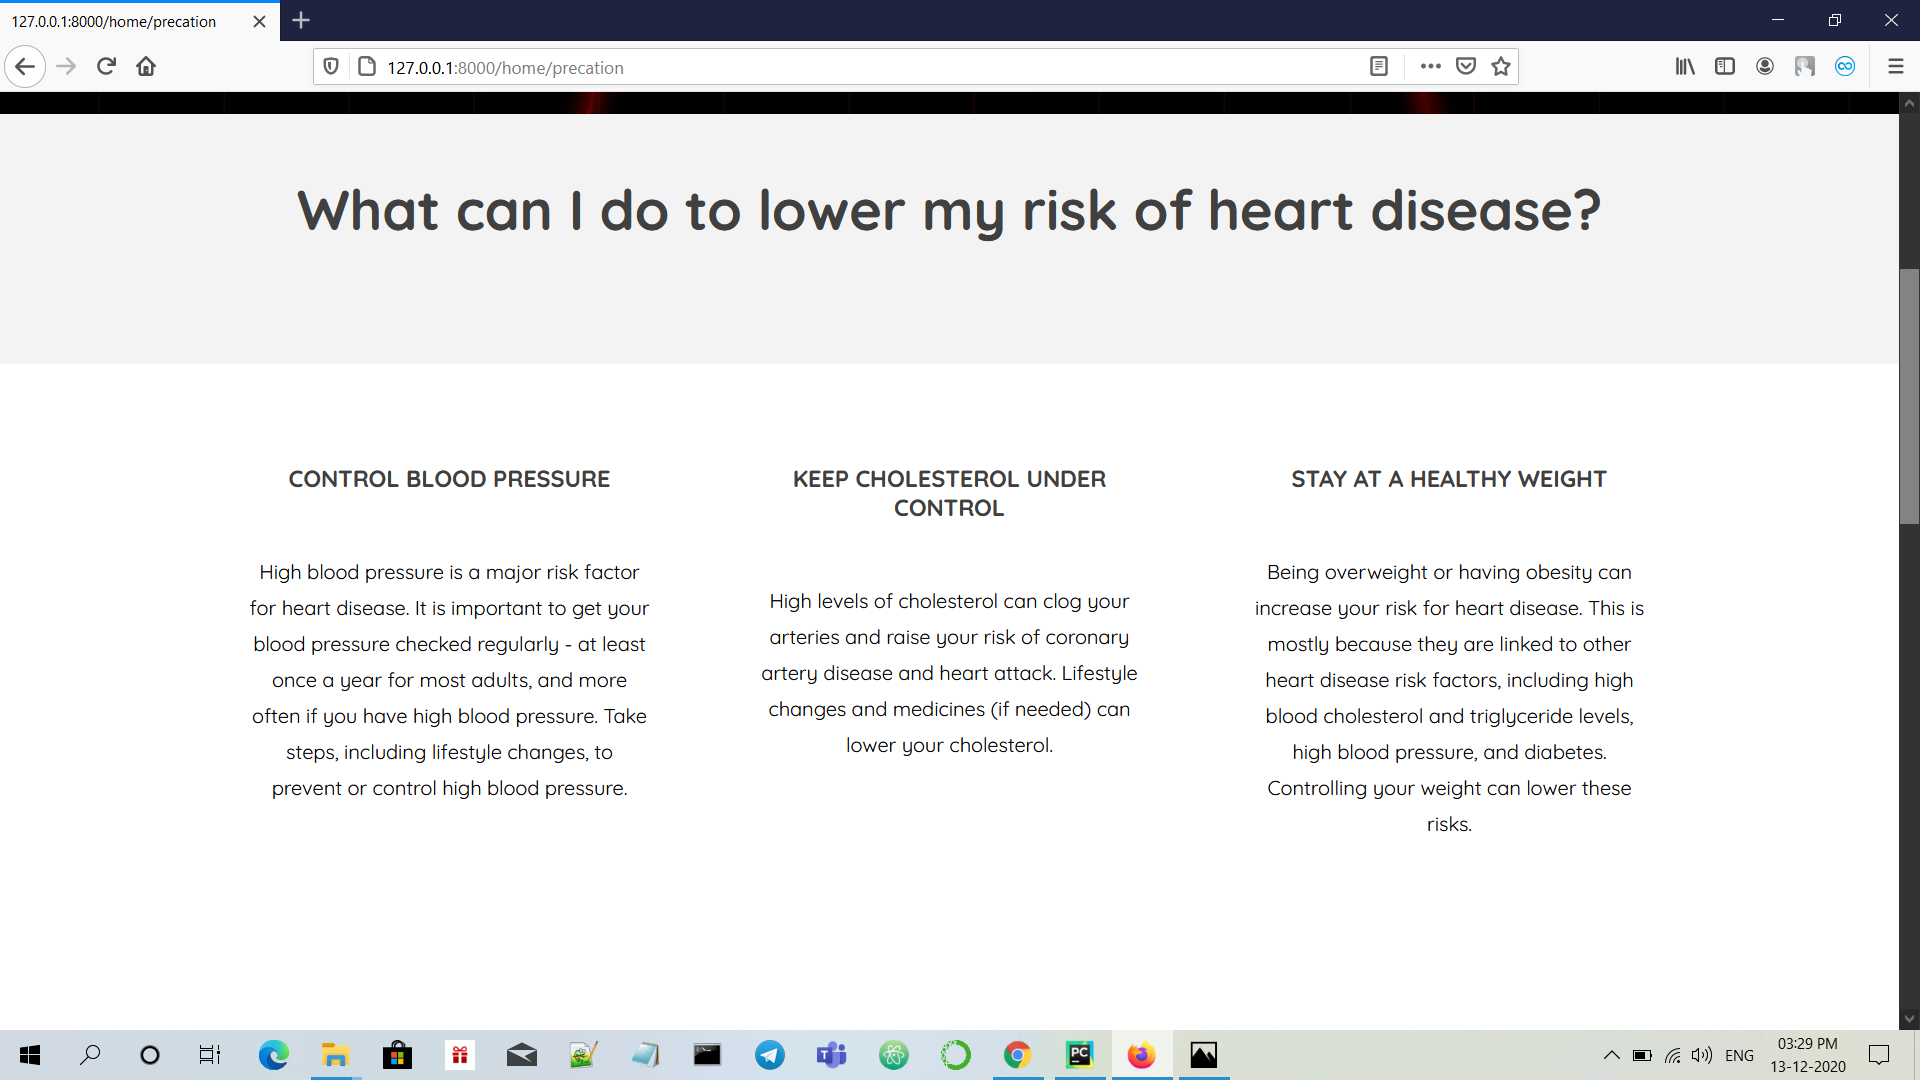 127.0.0.1:8000/home/precation
127.0.0.1:8000/home/precation
What can I do to lower my risk of heart disease?
CONTROL BLOOD PRESSURE
High blood pressure is a major risk factor
for heart disease. It is important to get your
blood pressure checked regularly - at least
once a year for most adults, and more
often if you have high blood pressure. Take
steps, including lifestyle changes, to
prevent or control high blood pressure.
KEEP CHOLESTEROL UNDER
CONTROL
High levels of cholesterol can clog your
arteries and raise your risk of coronary
artery disease and heart attack. Lifestyle
changes and medicines (if needed) can
lower your cholesterol.
STAY AT A HEALTHY WEIGHT
Being overweight or having obesity can
increase your risk for heart disease. This is
mostly because they are linked to other
heart disease risk factors, including high
blood cholesterol and triglyceride levels,
high blood pressure, and diabetes.
Controlling your weight can lower these
risks.
PC
ENG
03:29 PM
13-12-2020